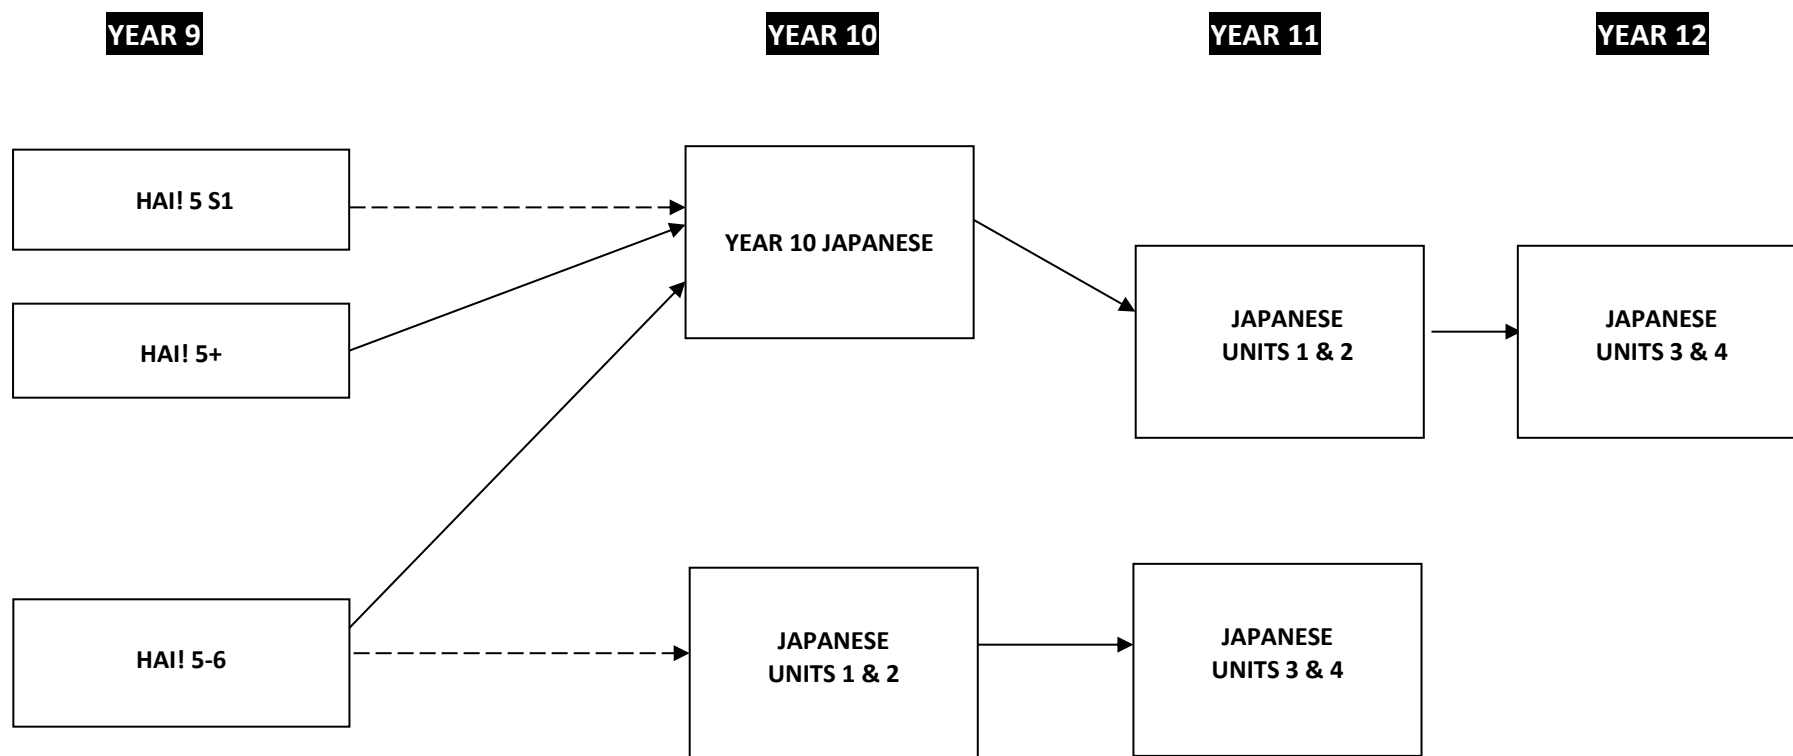 YEAR 9
YEAR 10
YEAR 11
YEAR 12
HAI! 5 S1
YEAR 10 JAPANESE
HAI! 5+
JAPANESE
UNITS 1 & 2
JAPANESE
UNITS 3 & 4
HAI! 5-6
JAPANESE
UNITS 1 & 2
JAPANESE
UNITS 3 & 4